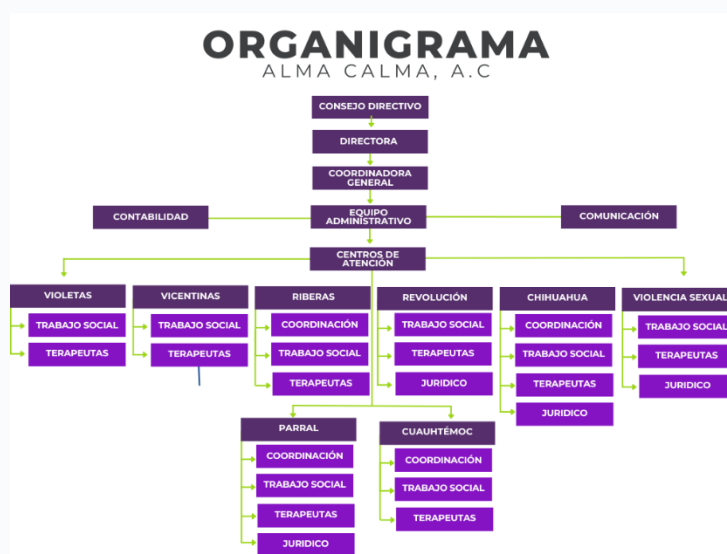 ORGANIGRAMA
ALMA CALMA, A.C
CONSEJO DIRECTIVO
DIRECTORA
COORDINADORA
GENERAL
CONTABILIDAD
EQUIPO
ADMINISTRATIVO
COMUNICACIÓN
CENTROS DE
ATENCIÓN
VIOLETAS
TRABAJO SOCIAL
TERAPEUTAS
VICENTINAS
TRABAJO SOCIAL
TERAPEUTAS
RIBERAS
COORDINACIÓN
TRABAJO SOCIAL
TERAPEUTAS
REVOLUCIÓN
TRABAJO SOCIAL
TERAPEUTAS
JURIDICO
CHIHUAHUA
COORDINACIÓN
TRABAJO SOCIAL
TERAPEUTAS
JURIDICO
VIOLENCIA SEXUAL
TRABAJO SOCIAL
TERAPEUTAS
JURIDICO
PARRAL
COORDINACIÓN
TRABAJO SOCIAL
TERAPEUTAS
JURIDICO
CUAUHTÉMOC
COORDINACIÓN
TRABAJO SOCIAL
TERAPEUTAS